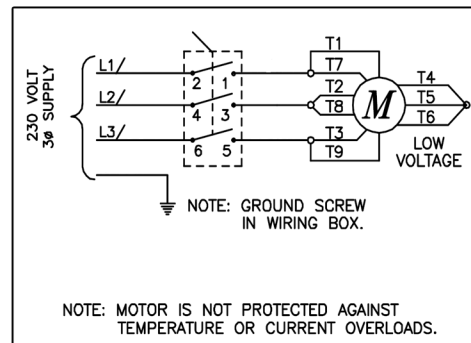 230 VOLT
3ø SUPPLY
L1/
L2/
L3/
2
1
4
3
6
5
T1
T7
T2
T8
T3
T9
M
T4
T5
T6
LOW
VOLTAGE
NOTE: GROUND SCREW
IN WIRING BOX.
NOTE: MOTOR IS NOT PROTECTED AGAINST
TEMPERATURE OR CURRENT OVERLOADS.